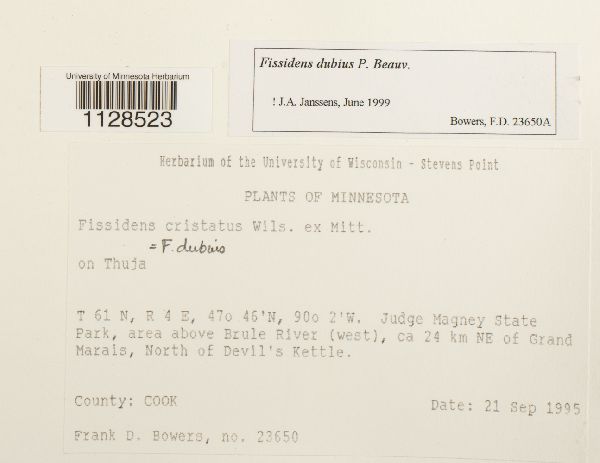 University of Minnesota Herbarium
1128523
Fissidens dubius P. Beauv.
! J.A. Janssens, June 1999
Bowers, F.D. 23650A
Herbarium of the University of Wisconsin - Stevens Point
PLANTS OF MINNESOTA
Fissidens cristatus Wils. ex Mitt.
= F. dubius
on Thuja
T 61 N, R 4 E, 47o 46'N, 90o 2'W. Judge Magney State
Park, area above Brule River (west), ca 24 km NE of Grand
Marais, North of Devil's Kettle.
County: COOK
Date: 21 Sep 1995
Frank D. Bowers, no. 23650